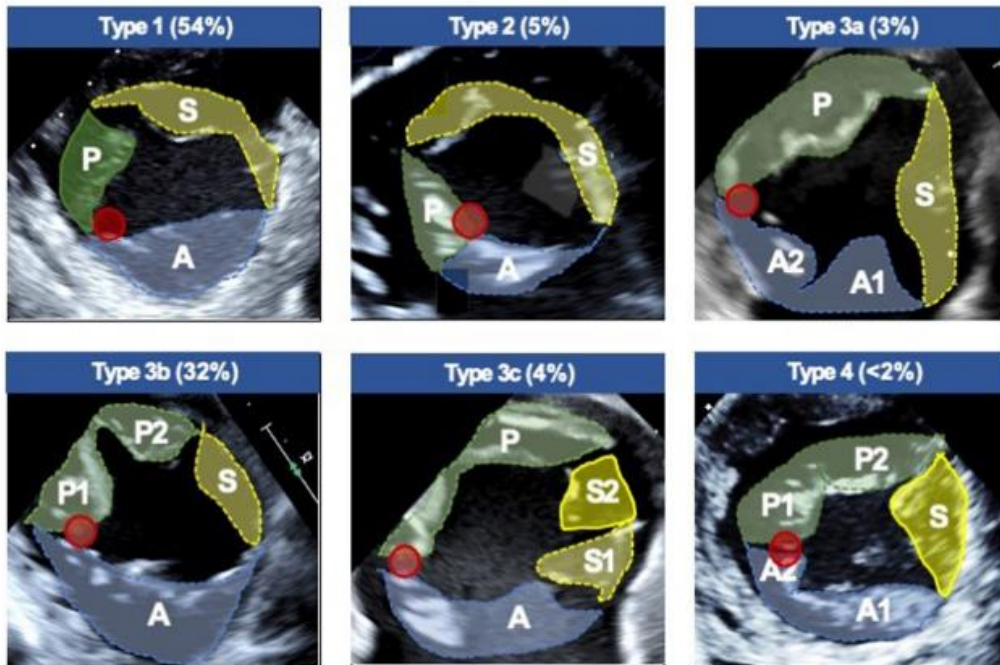 Type 1 (54%)
S
P
A
Type 2 (5%)
S
P
A
Type 3a (3%)
P
S
A2
A1
Type 3b (32%)
P2
P1
S
A
Type 3c (4%)
P
S2
S1
A
Type 4 (<2%)
P2
P1
S
A2
A1